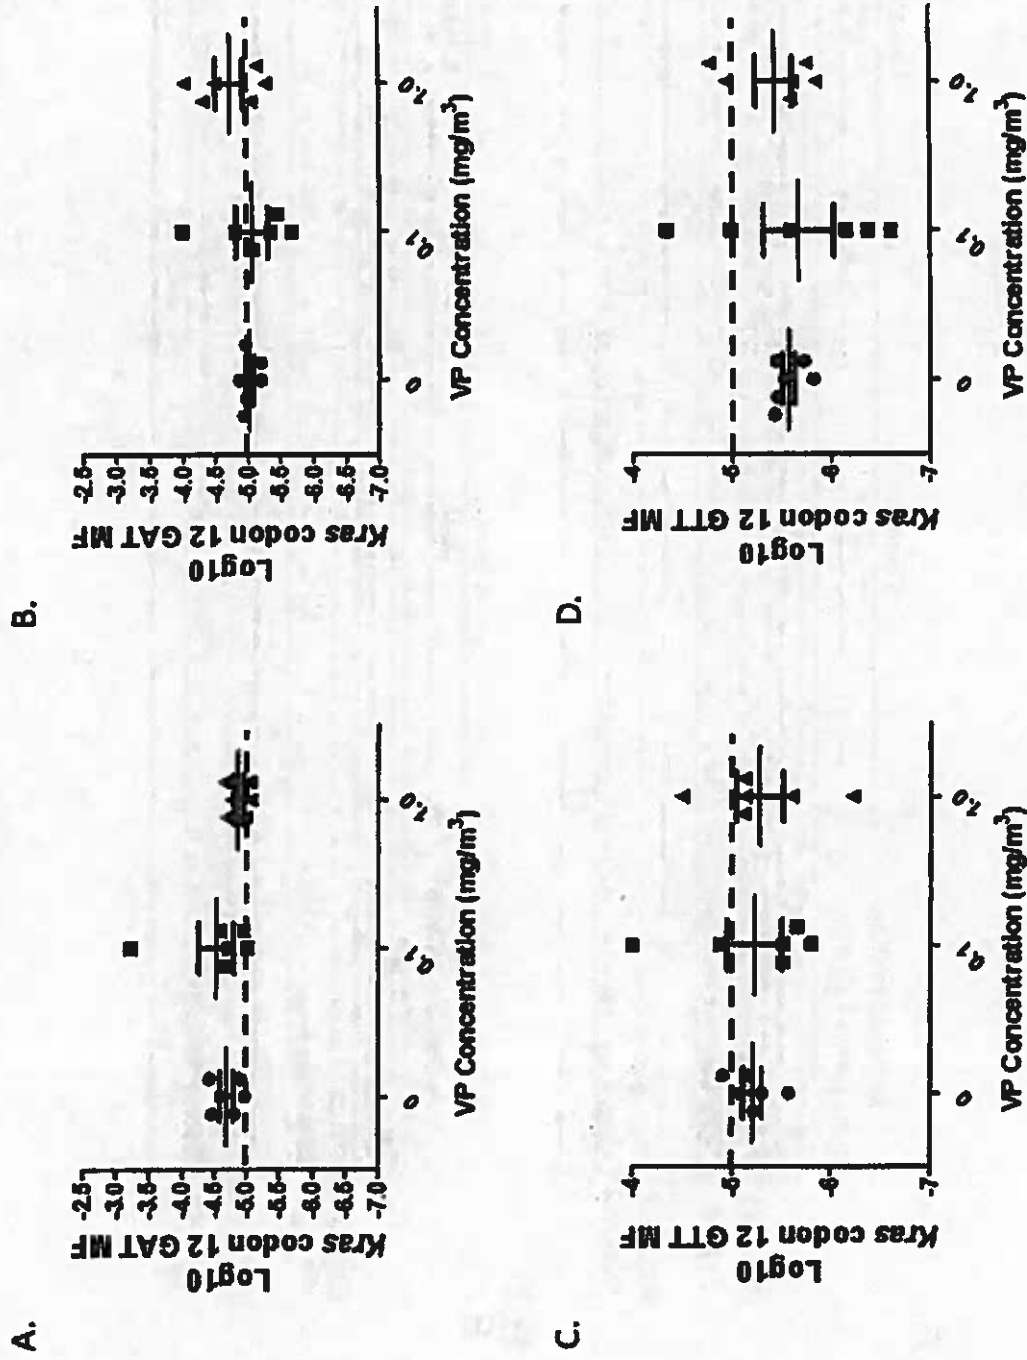 A.
Log10
Kras codon 12 GAT MF
-2.5
-3.0
-3.5
-4.0
-4.5
-5.0
-5.5
-6.0
-6.5
-7.0
0
0.1
1.0
VP Concentration (mg/m³)
B.
Log10
Kras codon 12 GAT MF
-2.5
-3.0
-3.5
-4.0
-4.5
-5.0
-5.5
-6.0
-6.5
-7.0
0
0.1
1.0
VP Concentration (mg/m³)
C.
Log10
Kras codon 12 GTT MF
-4
-5
-6
-7
0
0.1
1.0
VP Concentration (mg/m³)
D.
Log10
Kras codon 12 GTT MF
-4
-5
-6
-7
0
0.1
1.0
VP Concentration (mg/m³)